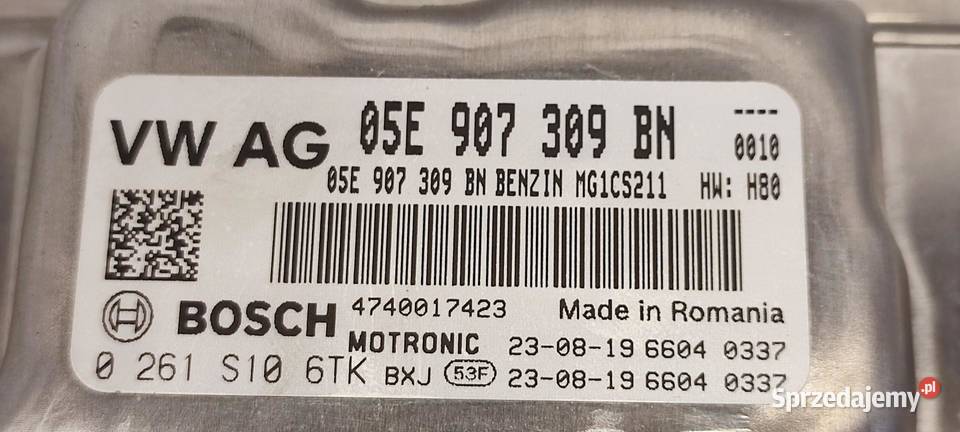 VW AG 05E 907 309 BN ----
0010
05E 907 309 BN BENZIN MG1CS211 HW: H80
BOSCH 4740017423 Made in Romania
MOTRONIC 23-08-19 6604 0337
0 261 S10 6TK BXJ 53F 23-08-19 6604 0337
Sprzedajemy.pl